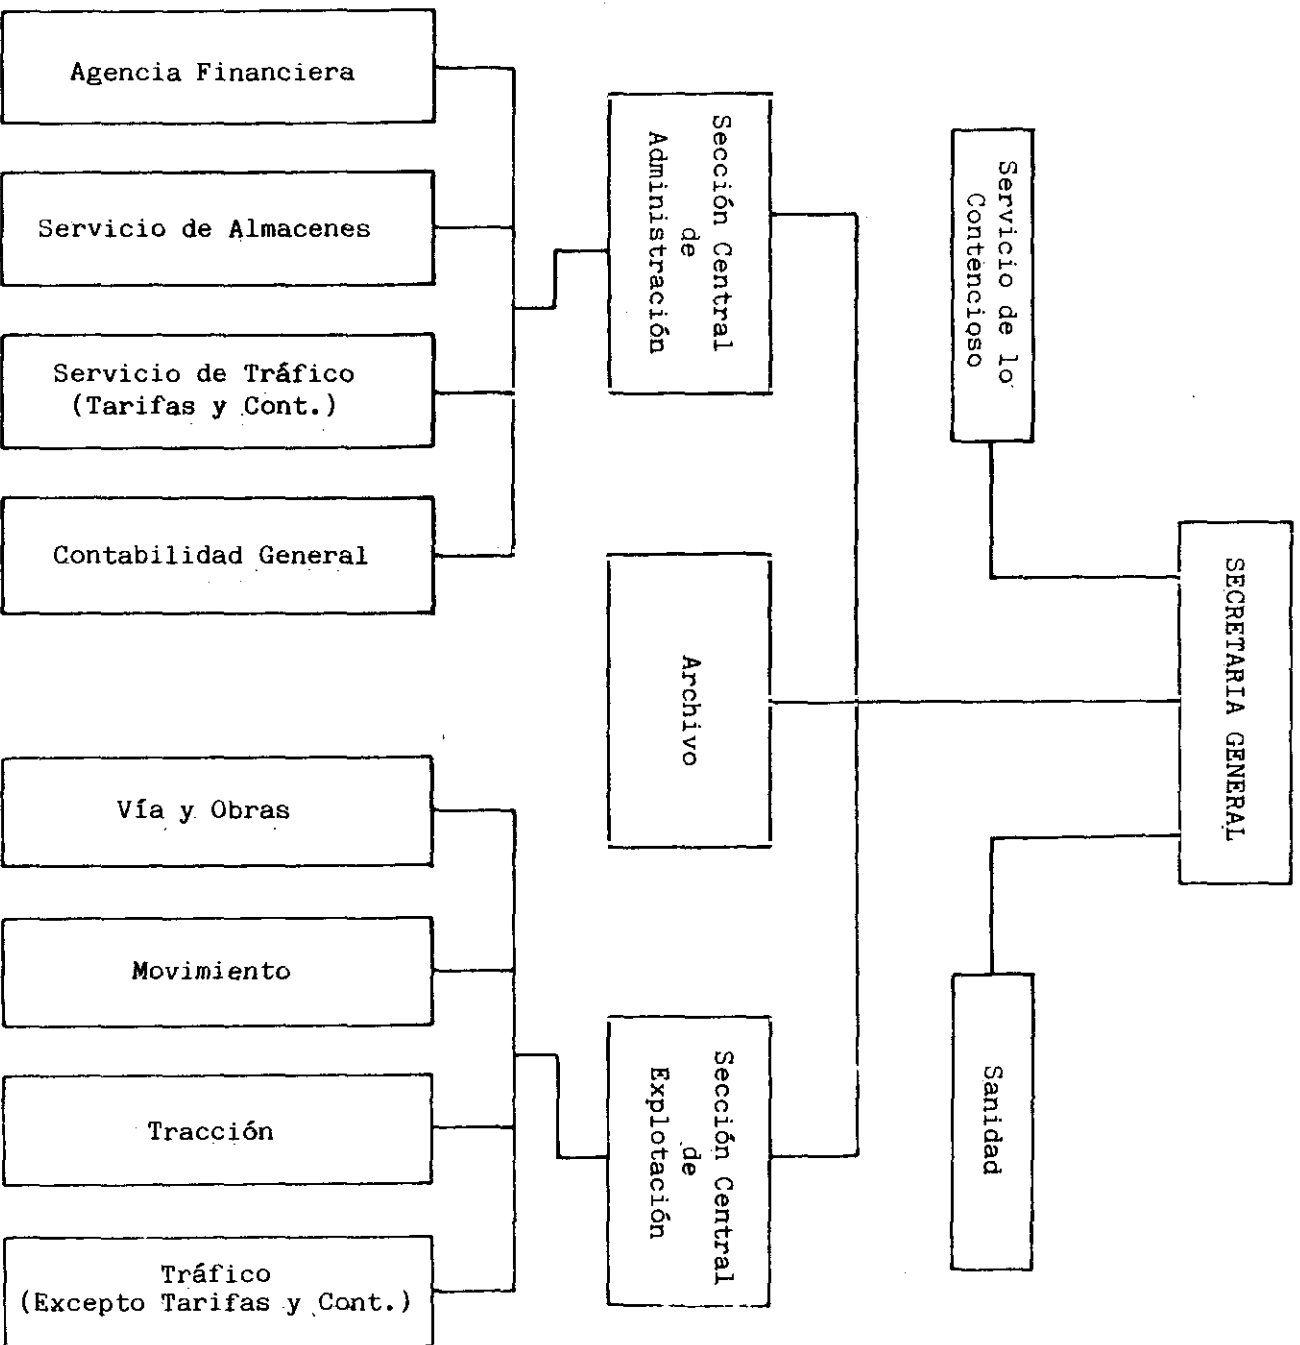 SECRETARIA GENERAL
Servicio de lo
Contencioso
Sanidad
Sección Central
de
Administración
Archivo
Sección Central
de
Explotación
Agencia Financiera
Servicio de Almacenes
Servicio de Tráfico
(Tarifas y Cont.)
Contabilidad General
Vía y Obras
Movimiento
Tracción
Tráfico
(Excepto Tarifas y Cont.)